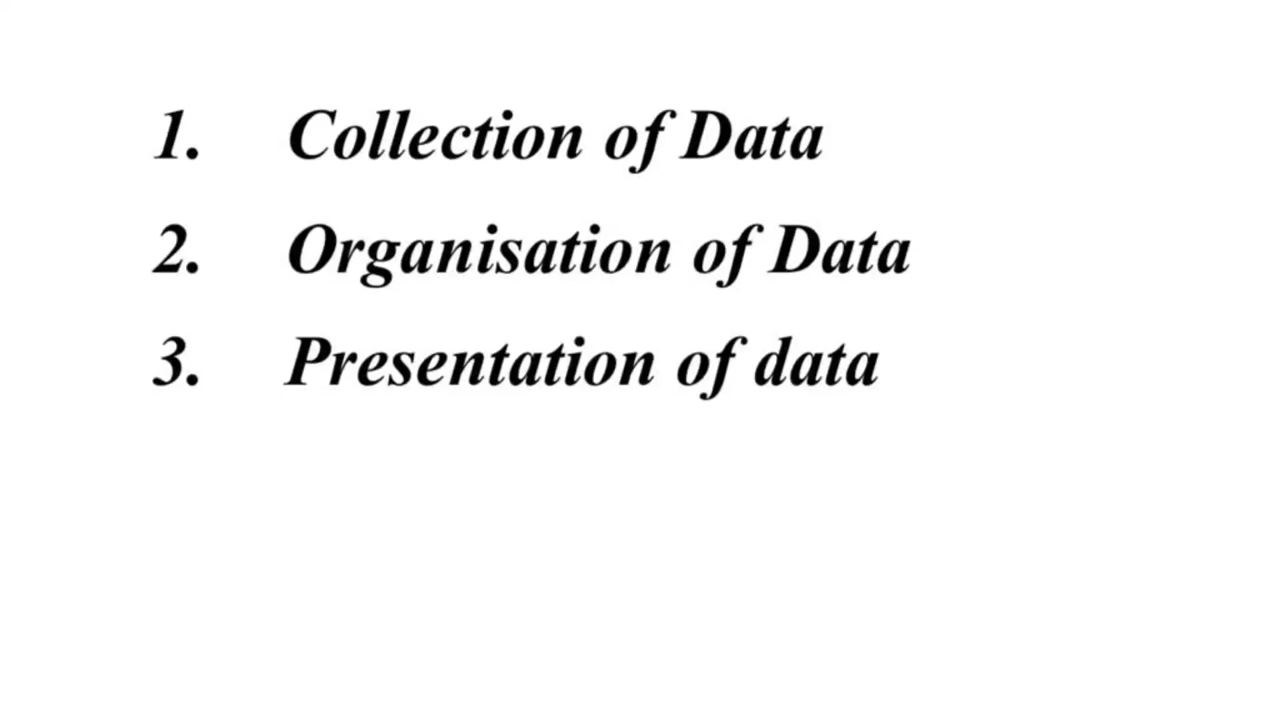 1. Collection of Data
2. Organisation of Data
3. Presentation of data